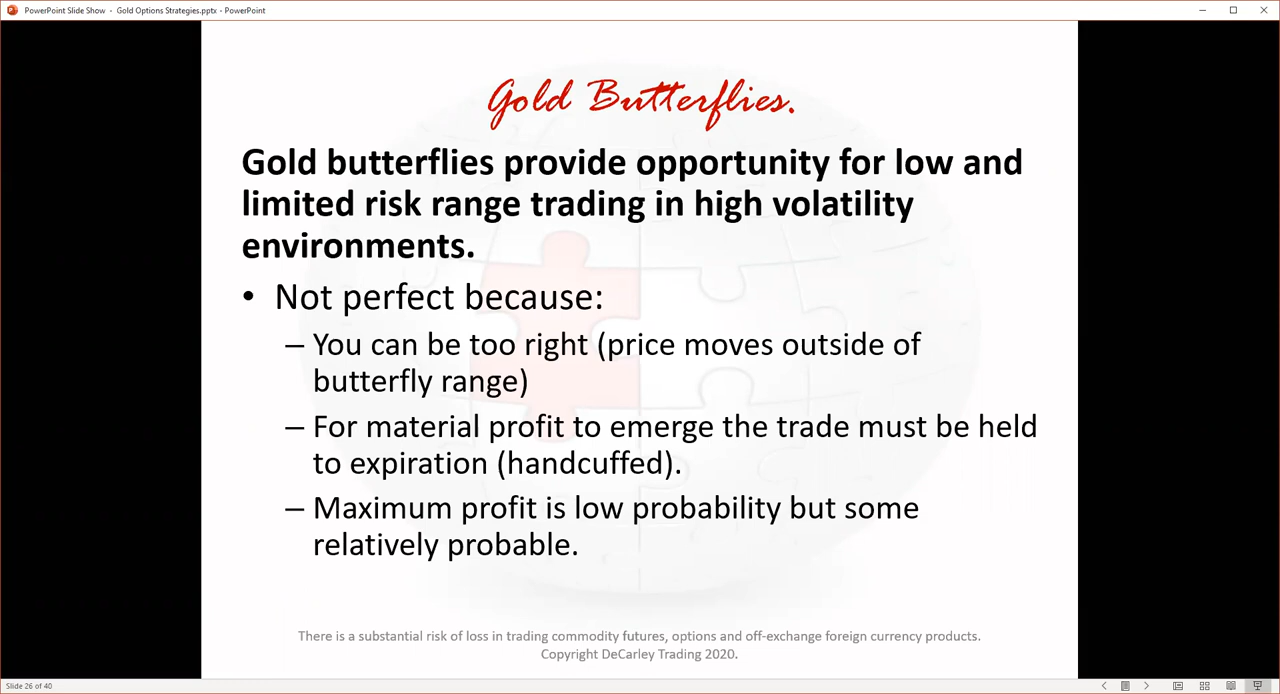 PowerPoint Slide Show - Gold Options Strategies.pptx - PowerPoint
Gold Butterflies.
Gold butterflies provide opportunity for low and
limited risk range trading in high volatility
environments.
• Not perfect because:
– You can be too right (price moves outside of
butterfly range)
– For material profit to emerge the trade must be held
to expiration (handcuffed).
– Maximum profit is low probability but some
relatively probable.
There is a substantial risk of loss in trading commodity futures, options and off-exchange foreign currency products.
Copyright DeCarley Trading 2020.
Slide 26 of 40